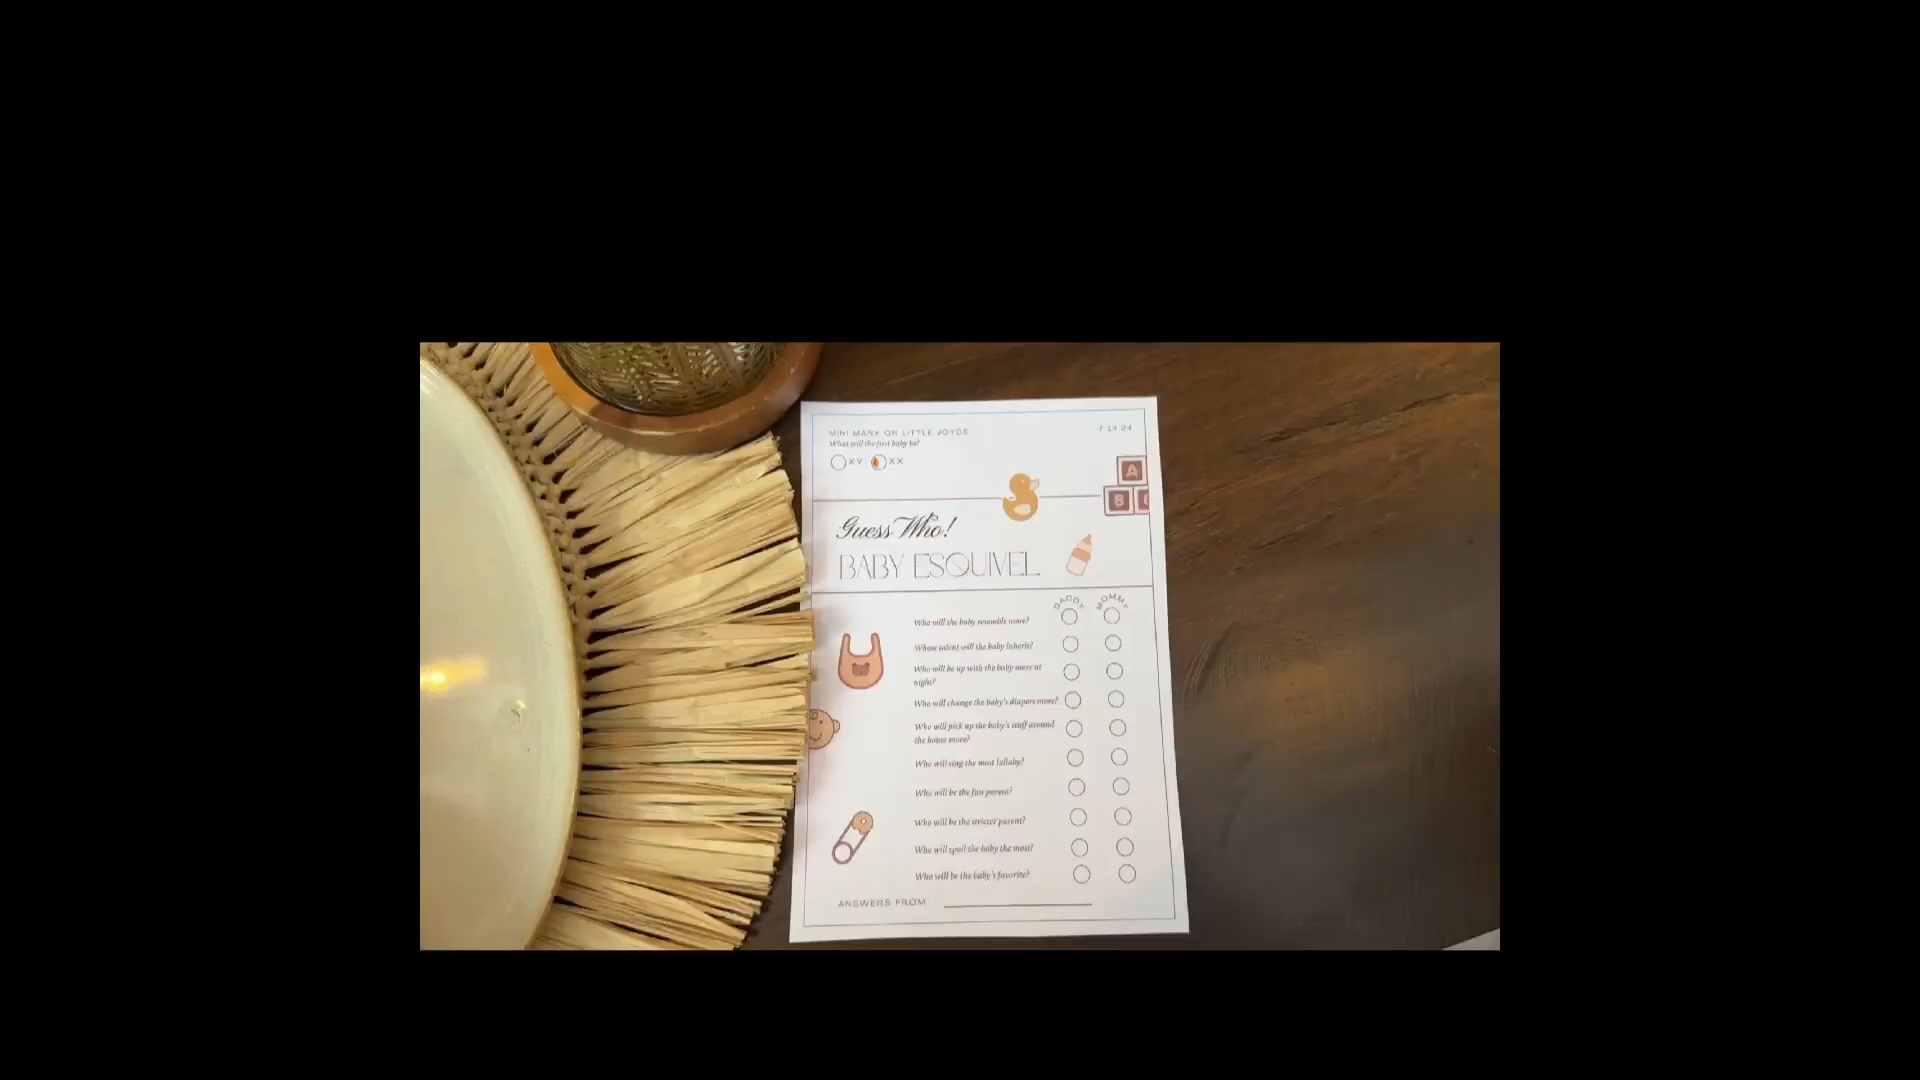 MINI MARK OR LITTLE JOYCE
7 14 24
What will the first baby be?
XY XX
A
B C
Guess Who!
BABY ESQUIVEL
DADDY MOMMY
Who will the baby resemble more?
Whose talent will the baby inherit?
Who will be up with the baby more at
night?
Who will change the baby's diapers more?
Who will pick up the baby's stuff around
the house more?
Who will sing the most lullaby?
Who will be the fun parent?
Who will be the stricter parent?
Who will spoil the baby the most?
Who will be the baby's favorite?
ANSWERS FROM